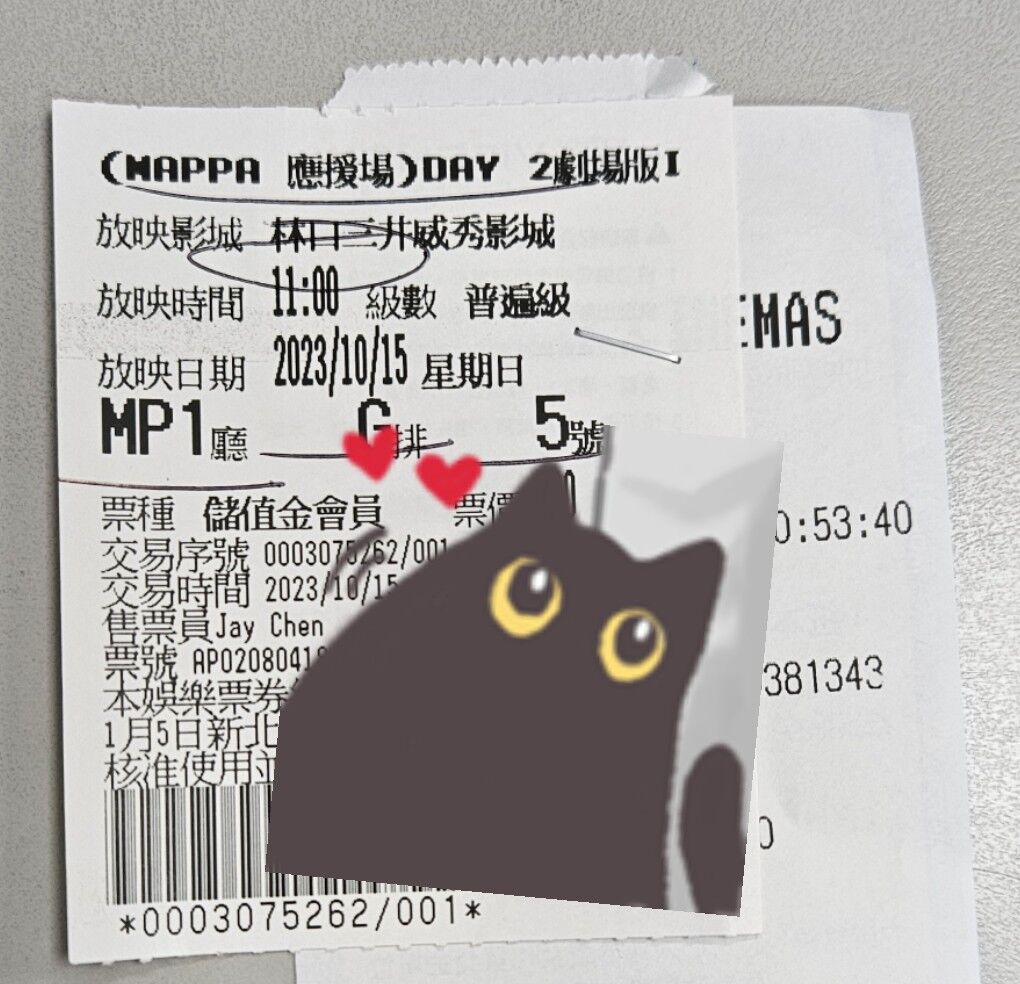 (MAPPA 應援場)DAY 2劇場版I
放映影城 林口三井威秀影城
放映時間 11:00 級數 普遍級
放映日期 2023/10/15 星期日
MP1廳 G排 5號
票種 儲值金會員 票價
交易序號 0003075262/001
交易時間 2023/10/15
售票員Jay Chen
票號 AP0208041
本娛樂票券
1月5日新北
核准使用
*0003075262/001*
EMAS
0:53:40
381343
0